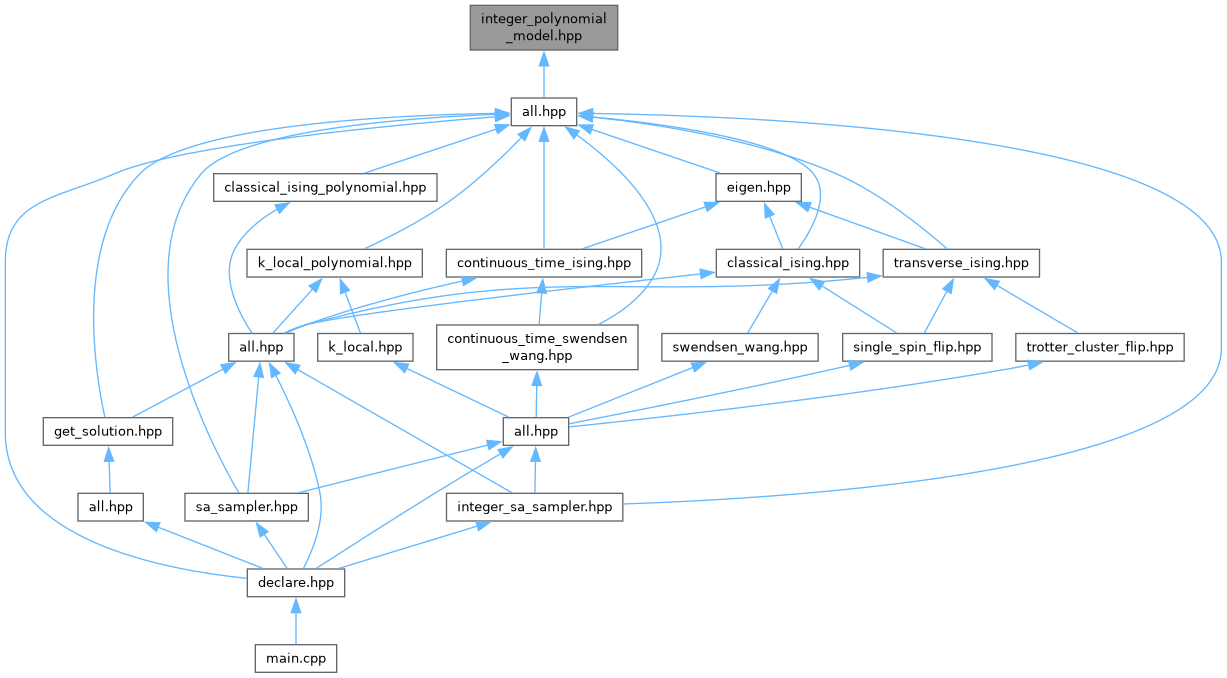 integer_polynomial
_model.hpp
all.hpp
classical_ising_polynomial.hpp
eigen.hpp
k_local_polynomial.hpp
continuous_time_ising.hpp
classical_ising.hpp
transverse_ising.hpp
all.hpp
k_local.hpp
continuous_time_swendsen
_wang.hpp
swendsen_wang.hpp
single_spin_flip.hpp
trotter_cluster_flip.hpp
get_solution.hpp
all.hpp
all.hpp
sa_sampler.hpp
integer_sa_sampler.hpp
declare.hpp
main.cpp